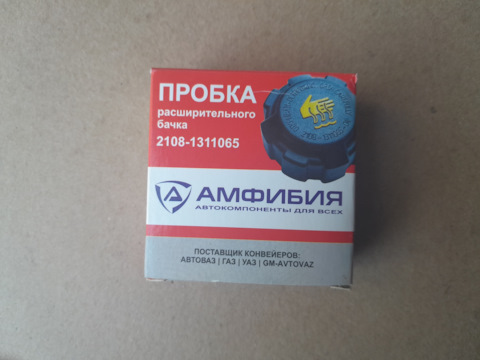 ПРОБКА
расширительного
бачка
2108-1311065
АМФИБИЯ
АВТОКОМПОНЕНТЫ ДЛЯ ВСЕХ
ПОСТАВЩИК КОНВЕЙЕРОВ:
АВТОВАЗ | ГАЗ | УАЗ | GM-AVTOVAZ